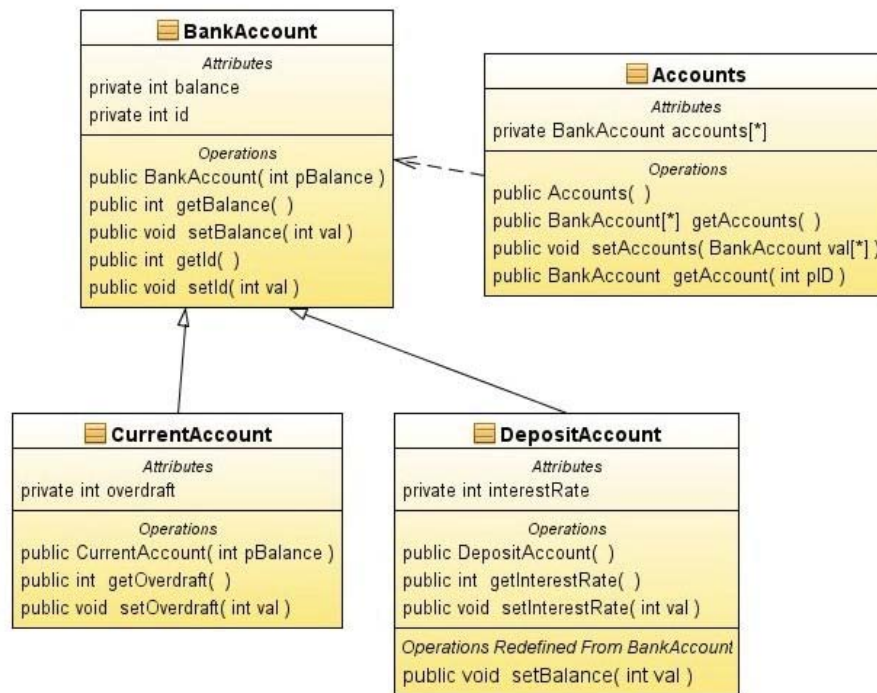 BankAccount
Attributes
private int balance
private int id
Operations
public BankAccount( int pBalance )
public int getBalance( )
public void setBalance( int val )
public int getId( )
public void setId( int val )
Accounts
Attributes
private BankAccount accounts[*]
Operations
public Accounts( )
public BankAccount[*] getAccounts( )
public void setAccounts( BankAccount val[*] )
public BankAccount getAccount( int pID )
CurrentAccount
Attributes
private int overdraft
Operations
public CurrentAccount( int pBalance )
public int getOverdraft( )
public void setOverdraft( int val )
DepositAccount
Attributes
private int interestRate
Operations
public DepositAccount( )
public int getInterestRate( )
public void setInterestRate( int val )
Operations Redefined From BankAccount
public void setBalance( int val )